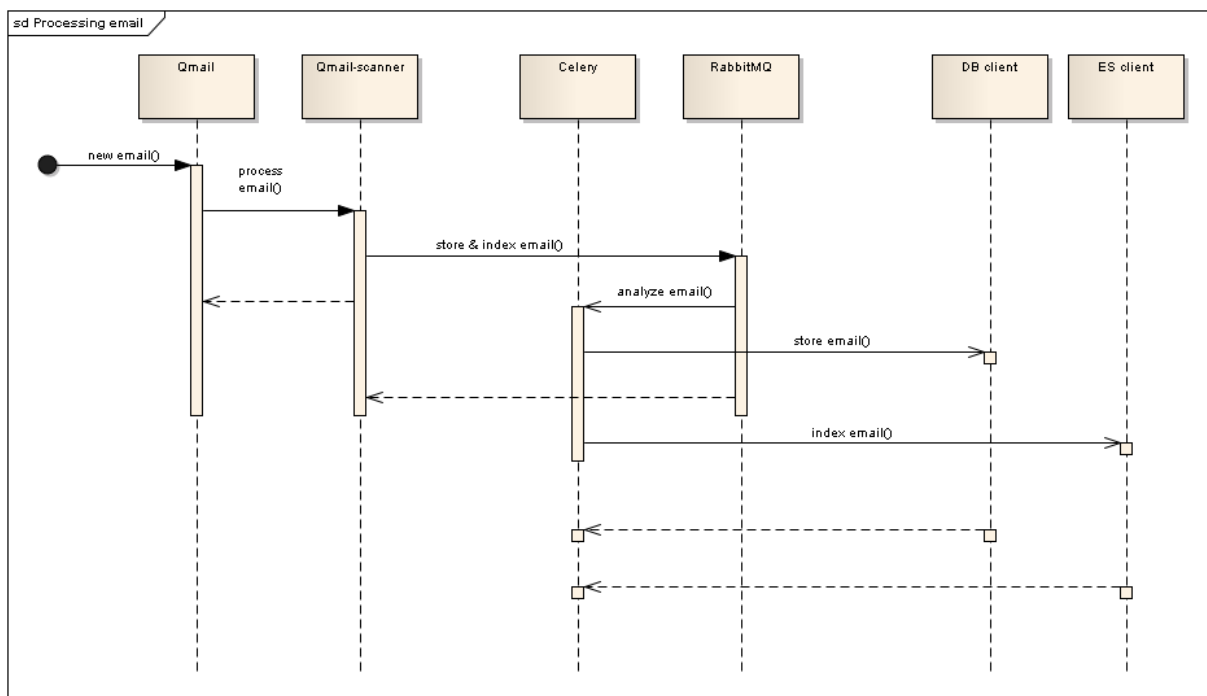 sd Processing email
Qmail
Qmail-scanner
Celery
RabbitMQ
DB client
ES client
new email()
process
email()
store & index email()
analyze email()
store email()
index email()